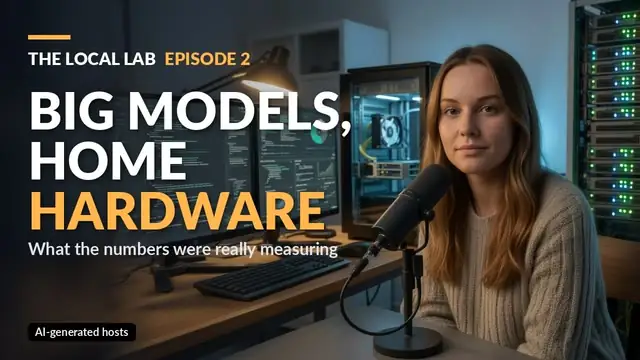 THE LOCAL LAB EPISODE 2
BIG MODELS,
HOME
HARDWARE
What the numbers were really measuring
AI-generated hosts